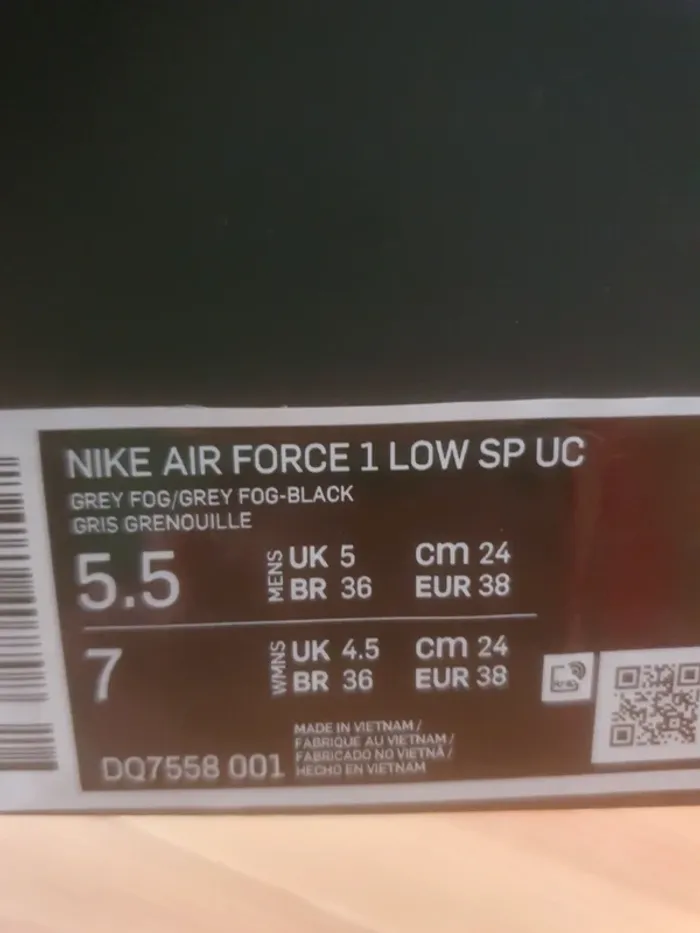 NIKE AIR FORCE 1 LOW SP UC
GREY FOG/GREY FOG-BLACK
GRIS GRENOUILLE
5.5 MENS UK 5 cm 24
BR 36 EUR 38
7 WMNS UK 4.5 cm 24
BR 36 EUR 38
MADE IN VIETNAM /
FABRIQUE AU VIETNAM /
FABRICADO NO VIETNÃ /
HECHO EN VIETNAM
DQ7558 001